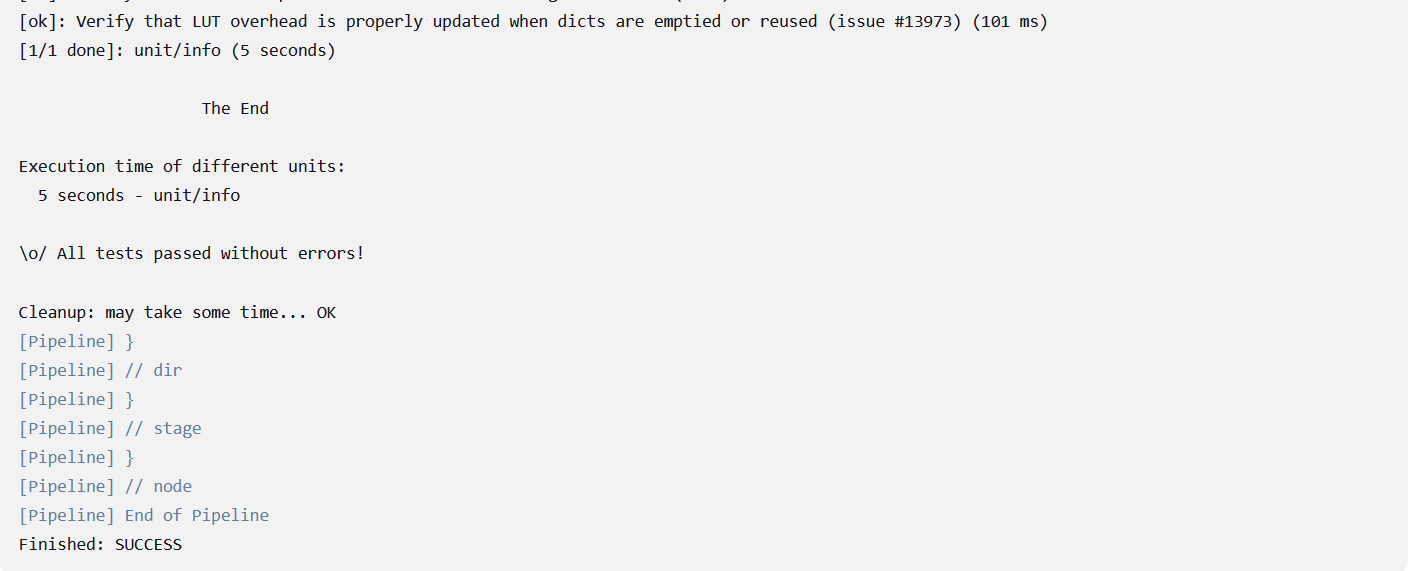 [ok]: Verify that LUT overhead is properly updated when dicts are emptied or reused (issue #13973) (101 ms)
[1/1 done]: unit/info (5 seconds)
The End
Execution time of different units:
5 seconds - unit/info
\o/ All tests passed without errors!
Cleanup: may take some time... OK
[Pipeline] }
[Pipeline] // dir
[Pipeline] }
[Pipeline] // stage
[Pipeline] }
[Pipeline] // node
[Pipeline] End of Pipeline
Finished: SUCCESS